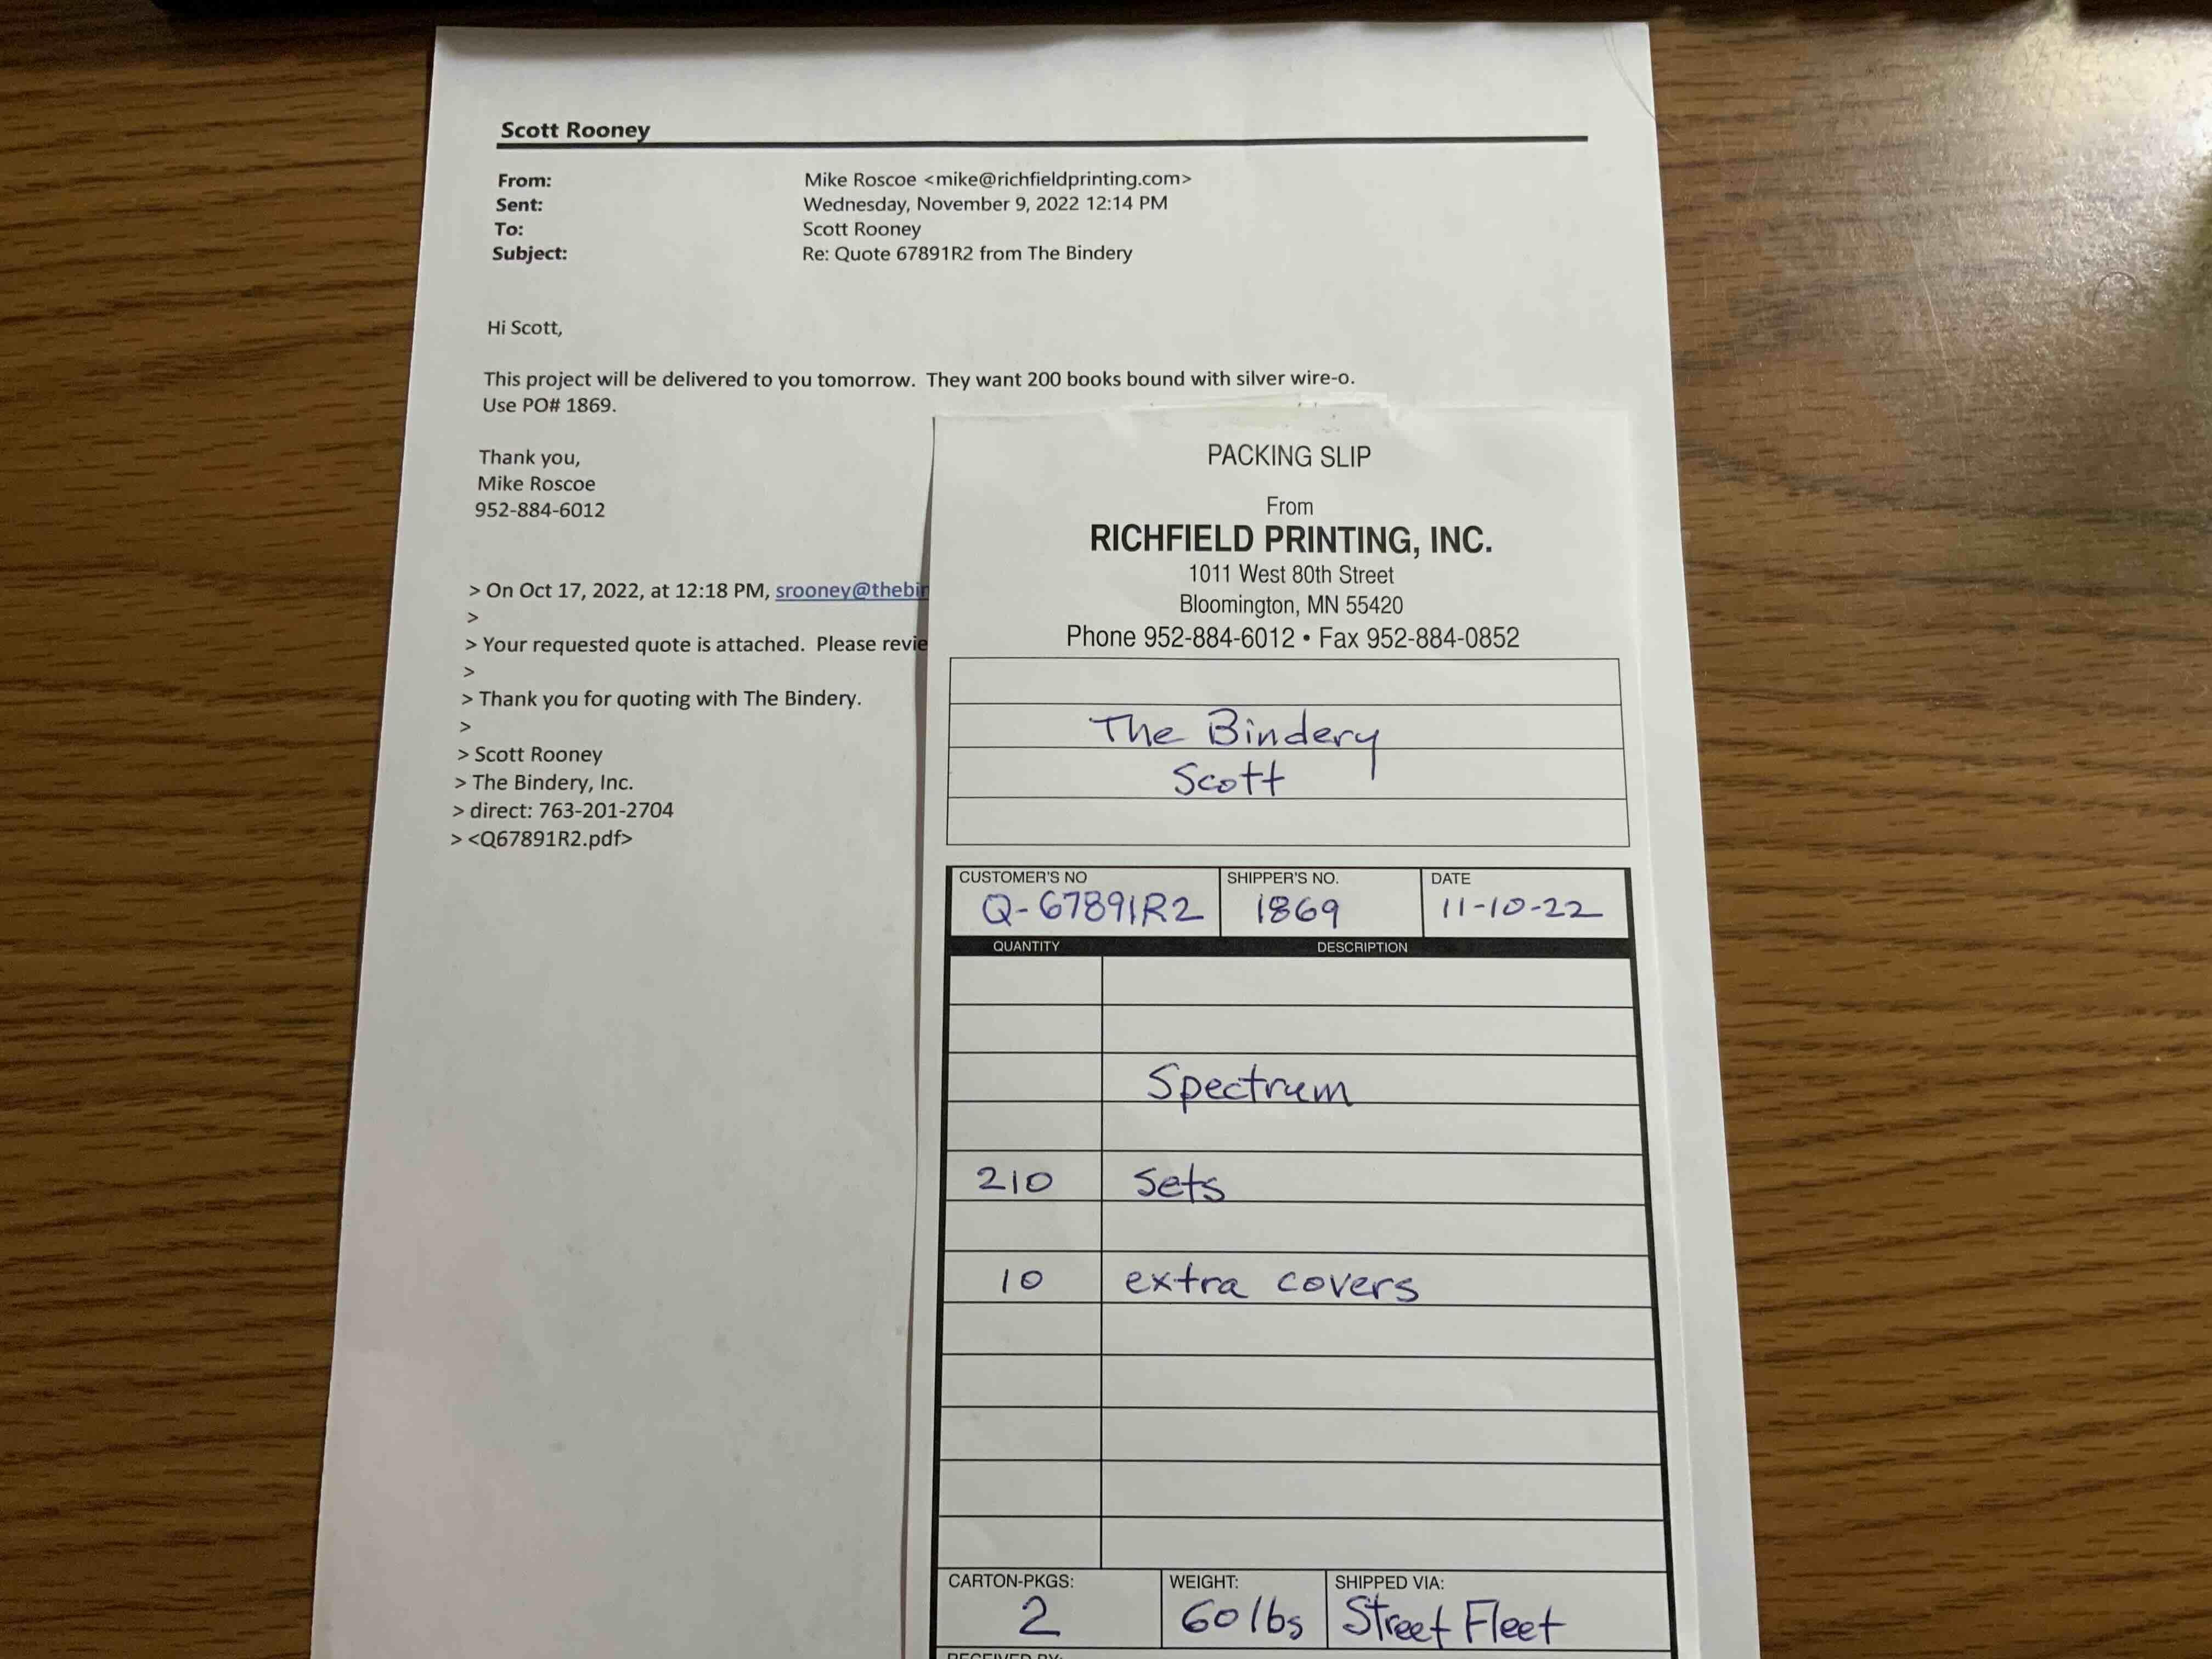 Scott Rooney
From: Mike Roscoe <mike@richfieldprinting.com>
Sent: Wednesday, November 9, 2022 12:14 PM
To: Scott Rooney
Subject: Re: Quote 67891R2 from The Bindery
Hi Scott,
This project will be delivered to you tomorrow. They want 200 books bound with silver wire-o.
Use PO# 1869.
Thank you,
Mike Roscoe
952-884-6012
> On Oct 17, 2022, at 12:18 PM, srooney@thebin
>
> Your requested quote is attached. Please revie
>
> Thank you for quoting with The Bindery.
>
> Scott Rooney
> The Bindery, Inc.
> direct: 763-201-2704
> <Q67891R2.pdf>
PACKING SLIP
From
RICHFIELD PRINTING, INC.
1011 West 80th Street
Bloomington, MN 55420
Phone 952-884-6012 • Fax 952-884-0852
The Bindery
Scott
CUSTOMER'S NO SHIPPER'S NO. DATE
Q-67891R2 1869 11-10-22
QUANTITY DESCRIPTION
Spectrum
210 Sets
10 extra covers
CARTON-PKGS: WEIGHT: SHIPPED VIA:
2 60 lbs Street Fleet
RECEIVED BY: